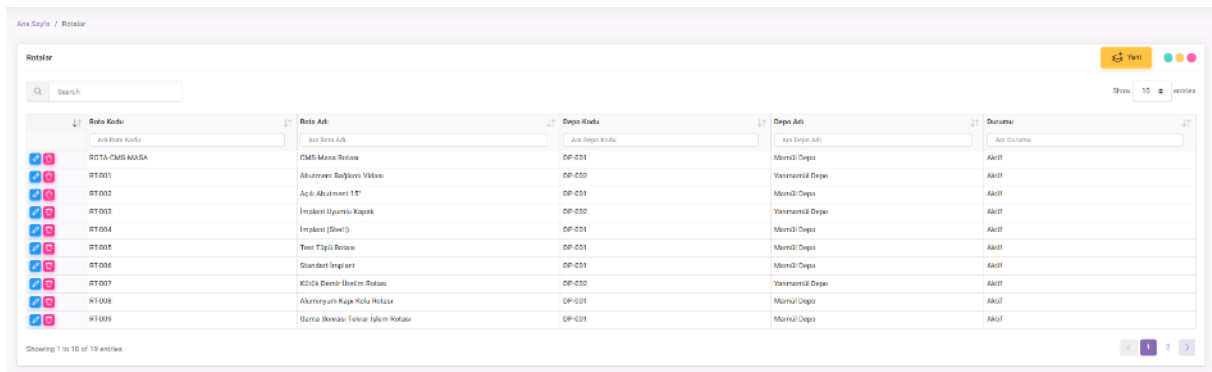 Ana Sayfa / Rotalar
Rotalar
Yeni
Search
Show 10 entries
Rota Kodu Rota Adı Depo Kodu Depo Adı Durumu
Ara Rota Kodu Ara Rota Adı Ara Depo Kodu Ara Depo Adı Ara Durumu
ROTA-CMS-MASA CMS-Masa Rotası DP-001 Mamül Depo Aktif
RT-001 Abutment Bağlantı Vidası DP-002 Yarımamül Depo Aktif
RT-002 Açılı Abutment 15° DP-001 Mamül Depo Aktif
RT-003 İmplant Uyumlu Kapak DP-002 Yarımamül Depo Aktif
RT-004 İmplant (Steril) DP-001 Mamül Depo Aktif
RT-005 Test Tüpü Rotası DP-001 Mamül Depo Aktif
RT-006 Standart İmplant DP-001 Mamül Depo Aktif
RT-007 Kütük Demir Üretim Rotası DP-002 Yarımamül Depo Aktif
RT-008 Aluminyum Kapı Kolu Rotası DP-001 Mamül Depo Aktif
RT-009 Gama Sonrası Tekrar İşlem Rotası DP-001 Mamül Depo Aktif
Showing 1 to 10 of 19 entries
1 2